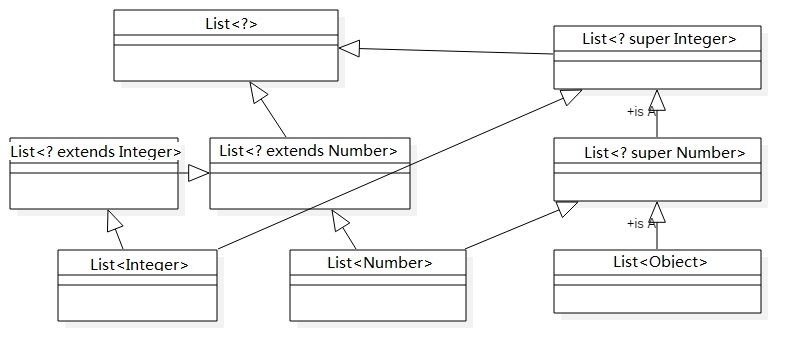 List<?>
List<? super Integer>
+is A
List<? extends Integer>
List<? extends Number>
List<? super Number>
+is A
List<Integer>
List<Number>
List<Object>